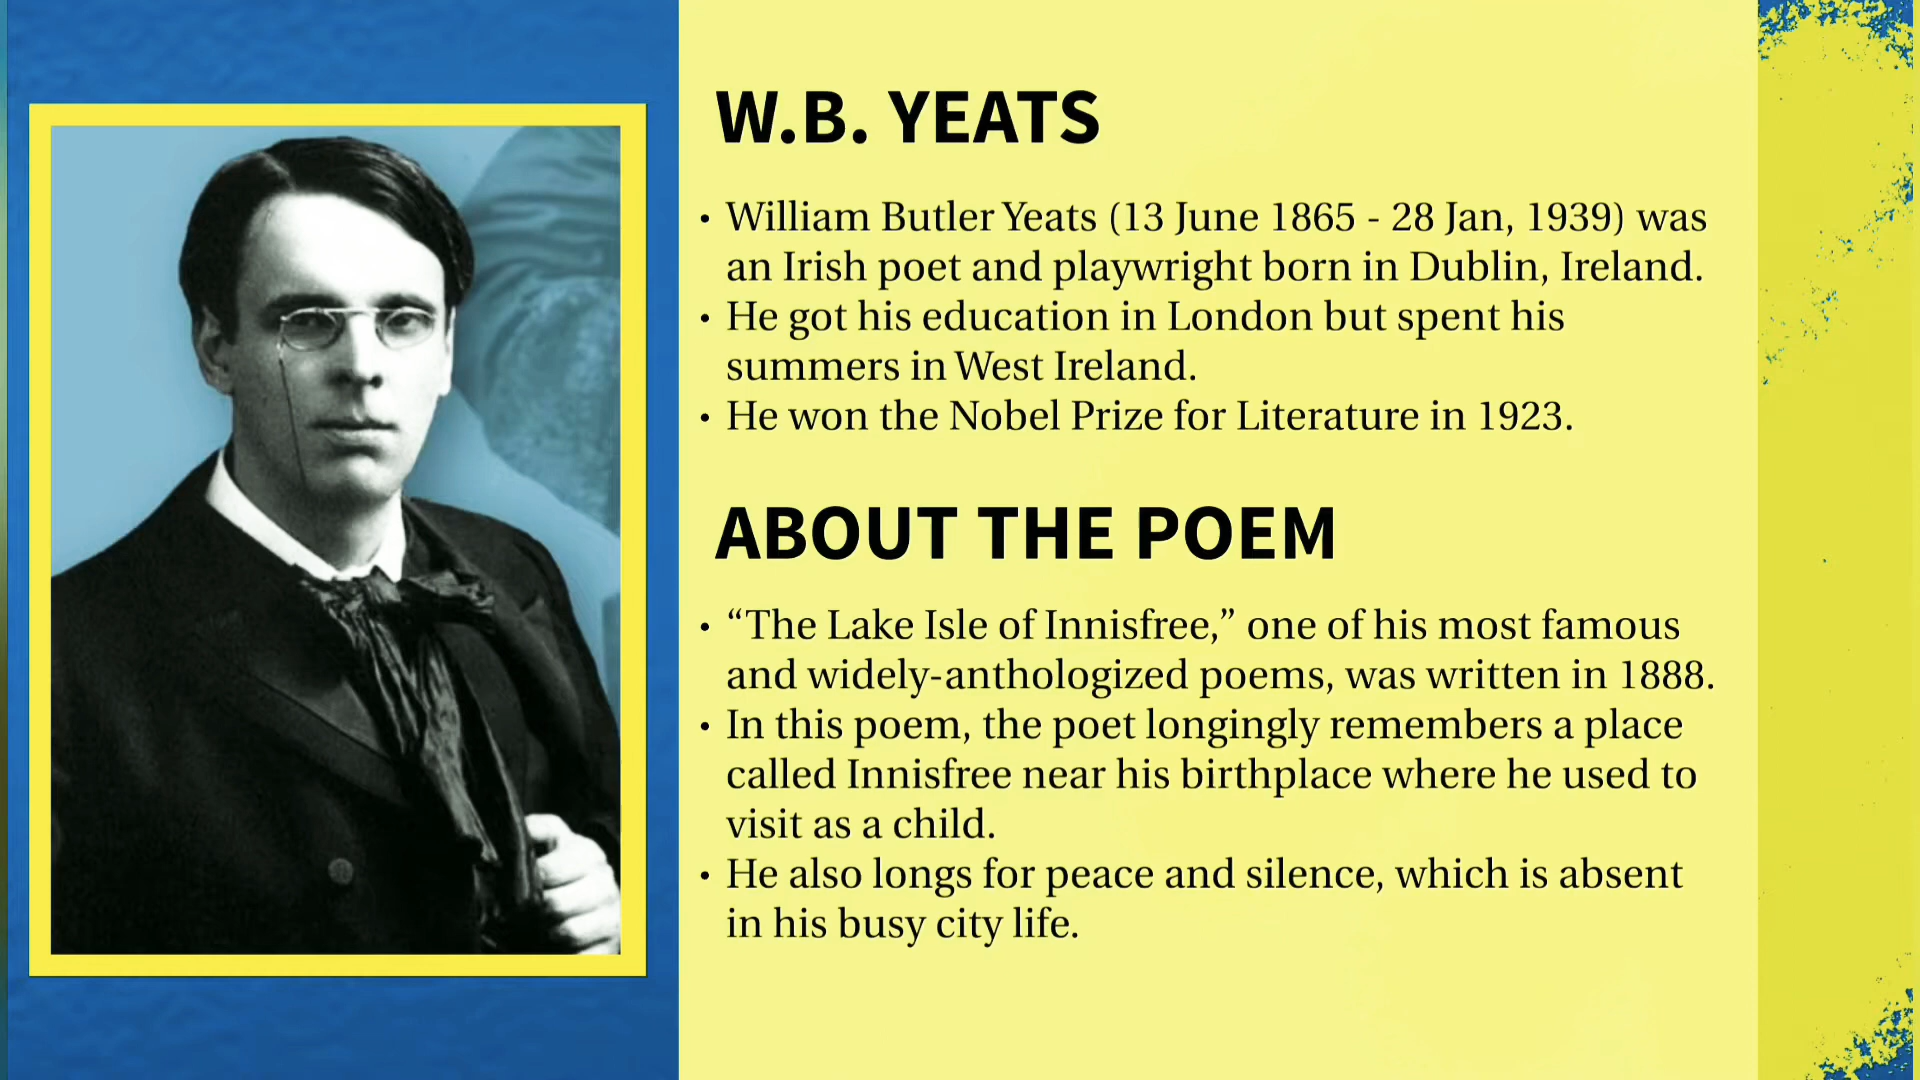 W.B. YEATS
• William Butler Yeats (13 June 1865 - 28 Jan, 1939) was
an Irish poet and playwright born in Dublin, Ireland.
• He got his education in London but spent his
summers in West Ireland.
• He won the Nobel Prize for Literature in 1923.
ABOUT THE POEM
• “The Lake Isle of Innisfree,” one of his most famous
and widely-anthologized poems, was written in 1888.
• In this poem, the poet longingly remembers a place
called Innisfree near his birthplace where he used to
visit as a child.
• He also longs for peace and silence, which is absent
in his busy city life.